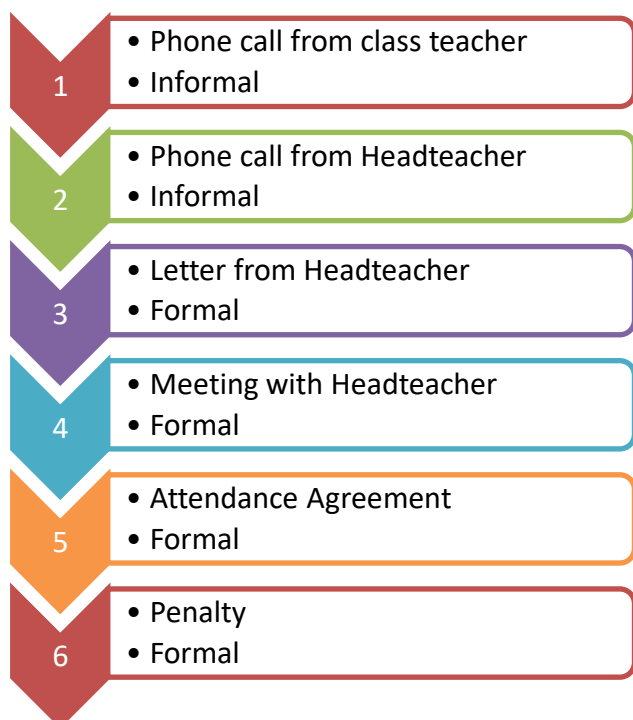 1
• Phone call from class teacher
• Informal
2
• Phone call from Headteacher
• Informal
3
• Letter from Headteacher
• Formal
4
• Meeting with Headteacher
• Formal
5
• Attendance Agreement
• Formal
6
• Penalty
• Formal